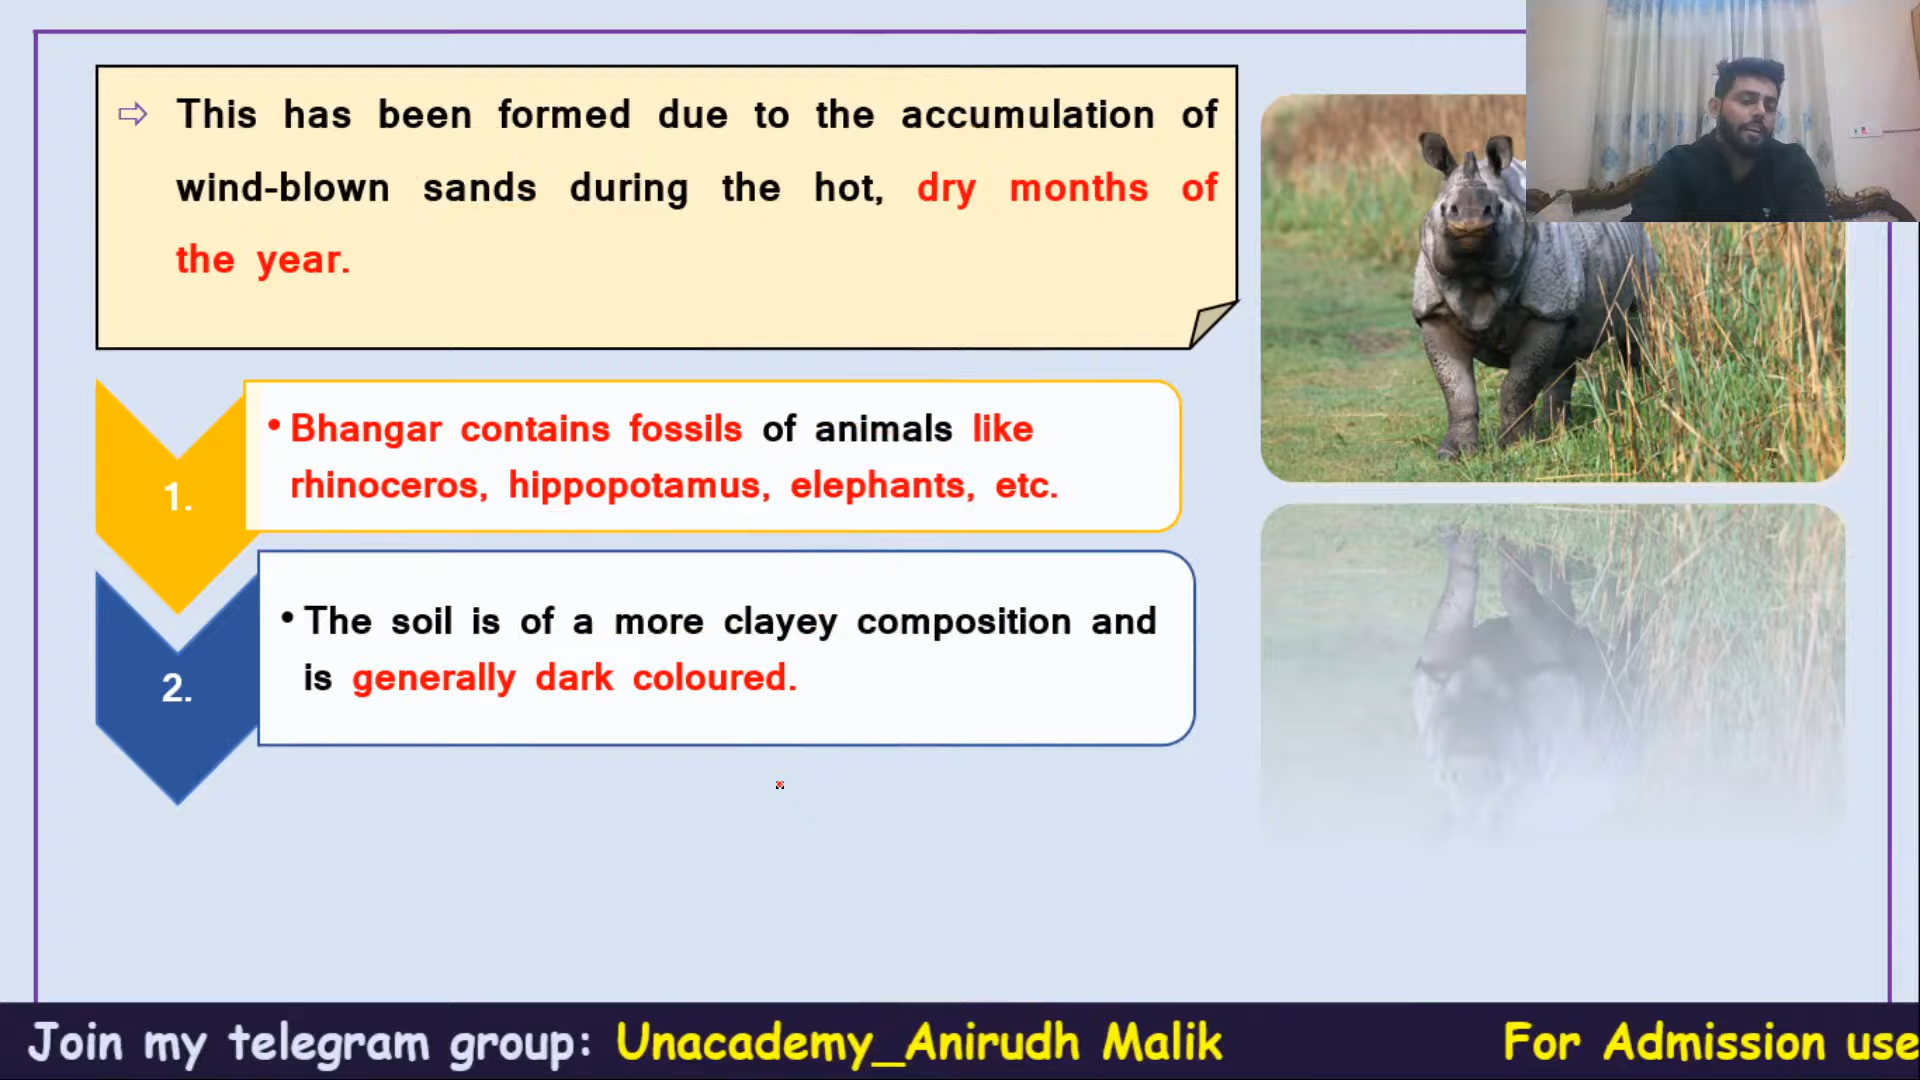 ⇨ This has been formed due to the accumulation of
wind-blown sands during the hot, dry months of
the year.
1.
• Bhangar contains fossils of animals like
rhinoceros, hippopotamus, elephants, etc.
2.
• The soil is of a more clayey composition and
is generally dark coloured.
Join my telegram group: Unacademy_Anirudh Malik For Admission use